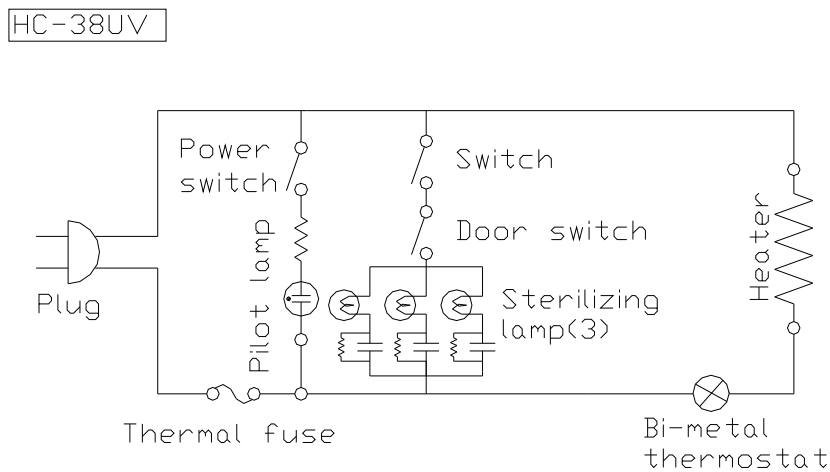 HC-38UV
Power
switch
Switch
Door switch
Heater
Plug
Pilot lamp
Sterilizing
lamp(3)
Thermal fuse
Bi-metal
thermostat